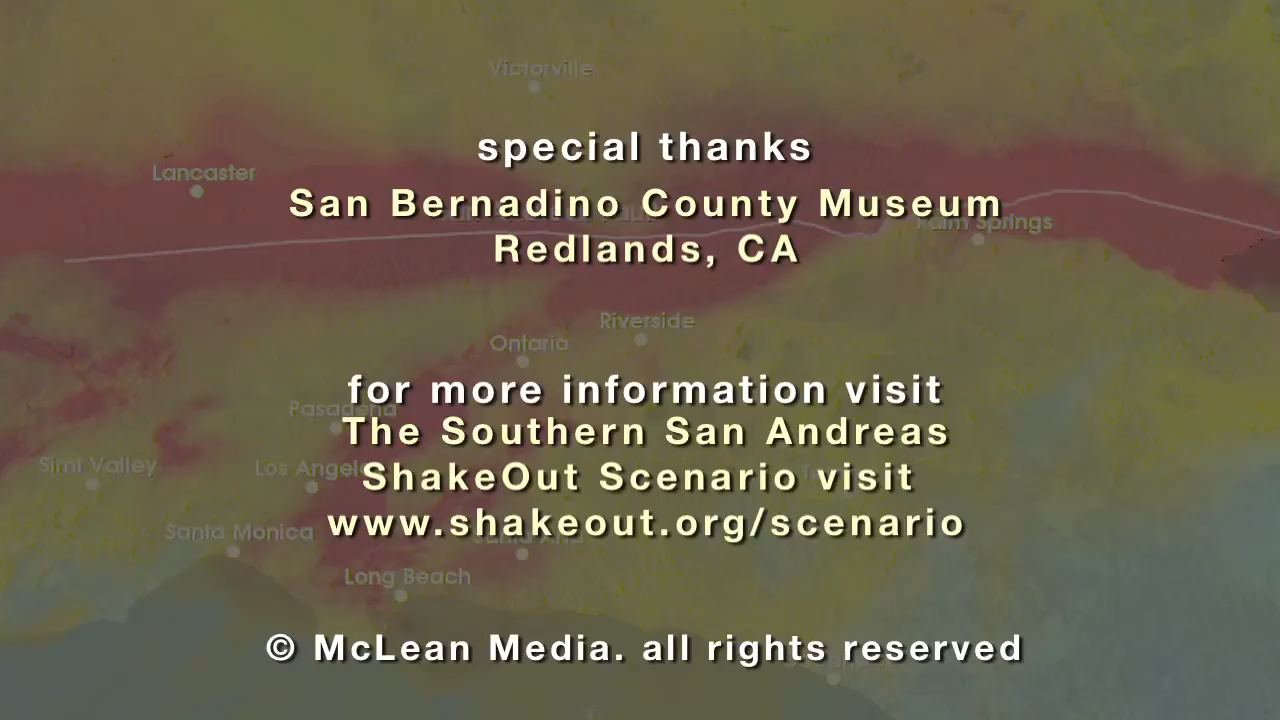 Victorville
special thanks
Lancaster
San Bernadino County Museum
Palm Springs
Redlands, CA
Riverside
Ontario
for more information visit
Pasadena
The Southern San Andreas
Simi Valley
Los Angeles
ShakeOut Scenario visit
www.shakeout.org/scenario
Santa Monica
Santa Ana
Long Beach
© McLean Media. all rights reserved